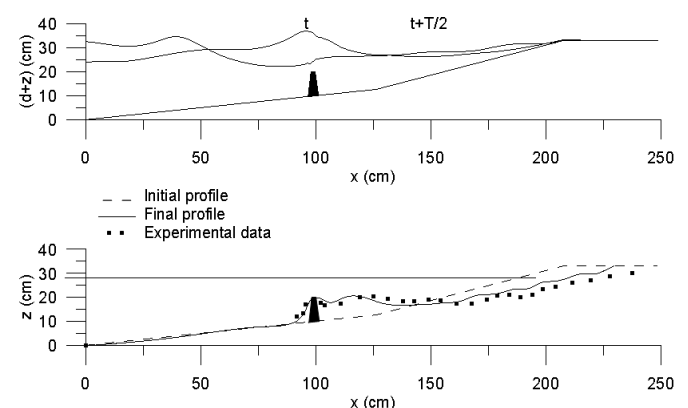 t
t+T/2
40
30
20
10
0
(d+z) (cm)
0 50 100 150 200 250
x (cm)
Initial profile
Final profile
Experimental data
40
30
20
10
0
z (cm)
0 50 100 150 200 250
x (cm)